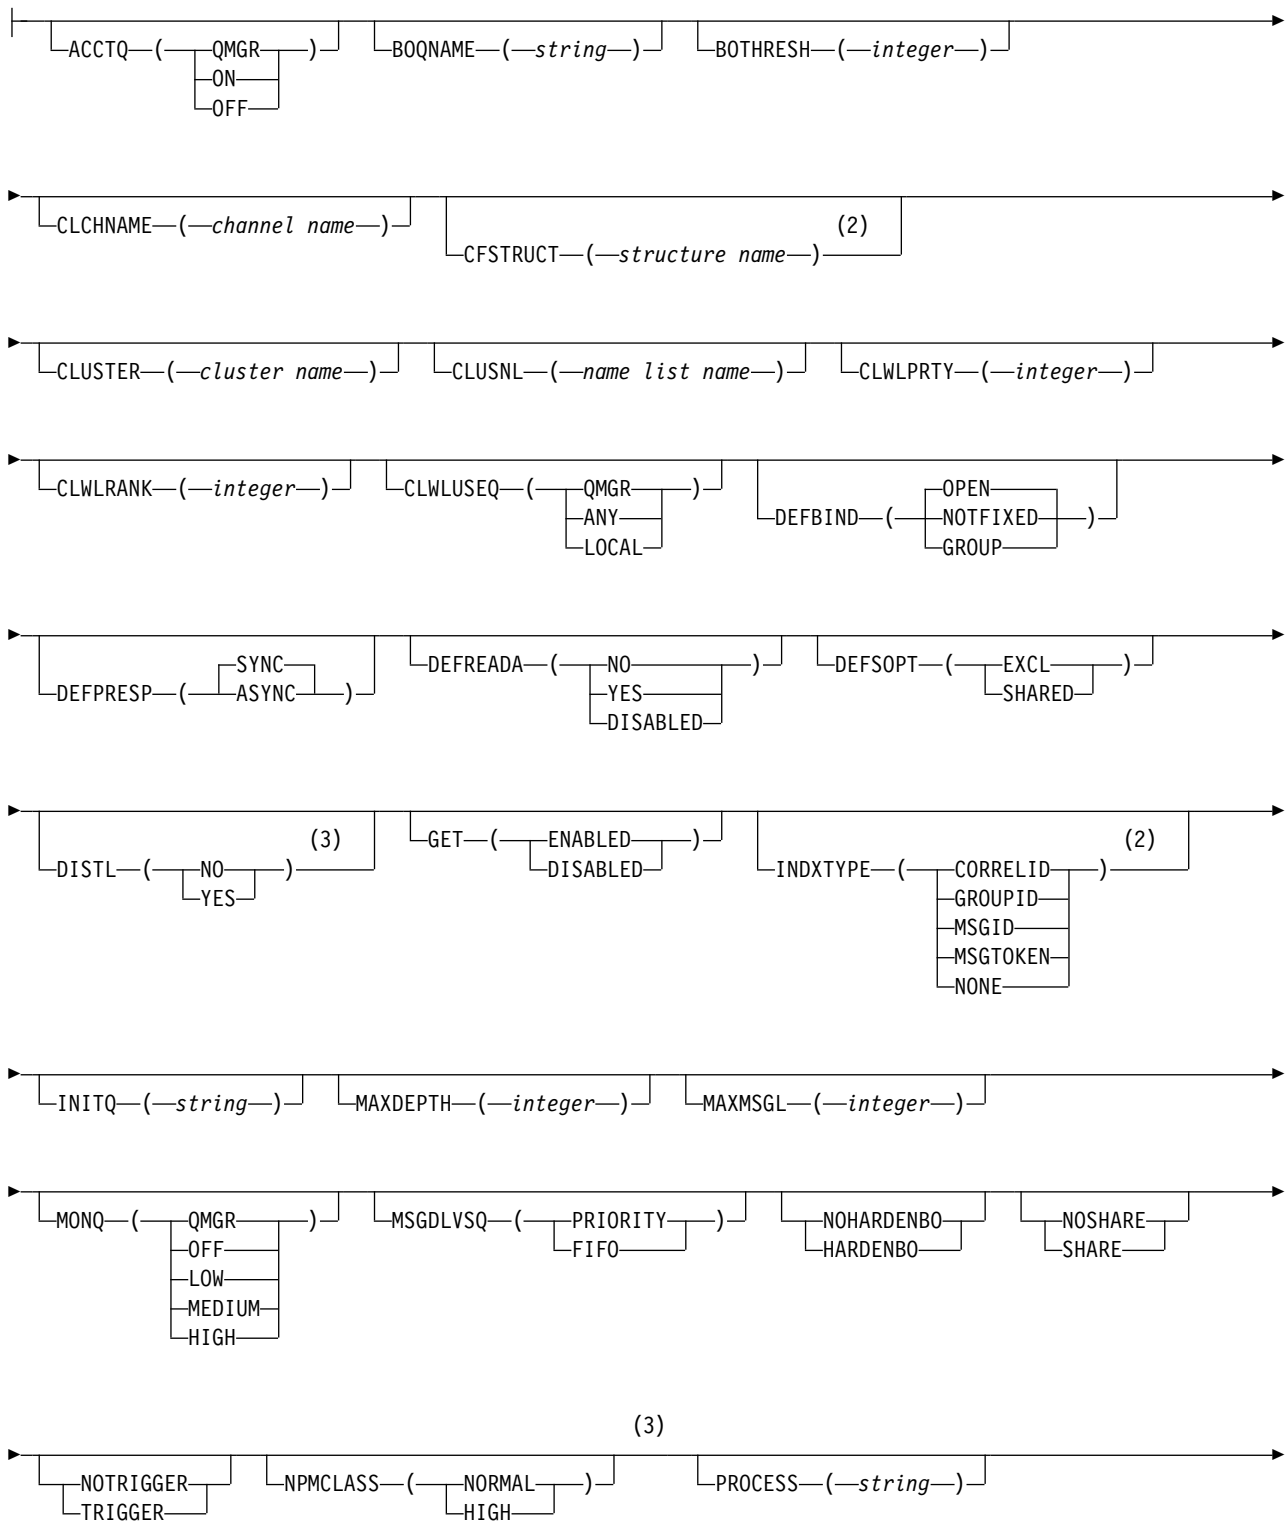 ACCTQ ( QMGR ) BOQNAME ( string ) BOTHRESH ( integer )
ON
OFF
CLCHNAME ( channel name ) (2)
CFSTRUCT ( structure name )
CLUSTER ( cluster name ) CLUSNL ( name list name ) CLWLPRTY ( integer )
CLWLRANK ( integer ) CLWLUSEQ ( QMGR ) OPEN
ANY DEFBIND ( NOTFIXED )
LOCAL GROUP
SYNC DEFREADA ( NO ) DEFSOPT ( EXCL )
DEFPRESP ( ASYNC ) YES SHARED
DISABLED
(3) GET ( ENABLED ) (2)
DISTL ( NO ) DISABLED INDXTYPE ( CORRELID )
YES GROUPID
MSGID
MSGTOKEN
NONE
INITQ ( string ) MAXDEPTH ( integer ) MAXMSGL ( integer )
MONQ ( QMGR ) MSGDLVSQ ( PRIORITY ) NOHARDENBO NOSHARE
OFF FIFO HARDENBO SHARE
LOW
MEDIUM
HIGH
(3)
NOTRIGGER NPMCLASS ( NORMAL ) PROCESS ( string )
TRIGGER HIGH